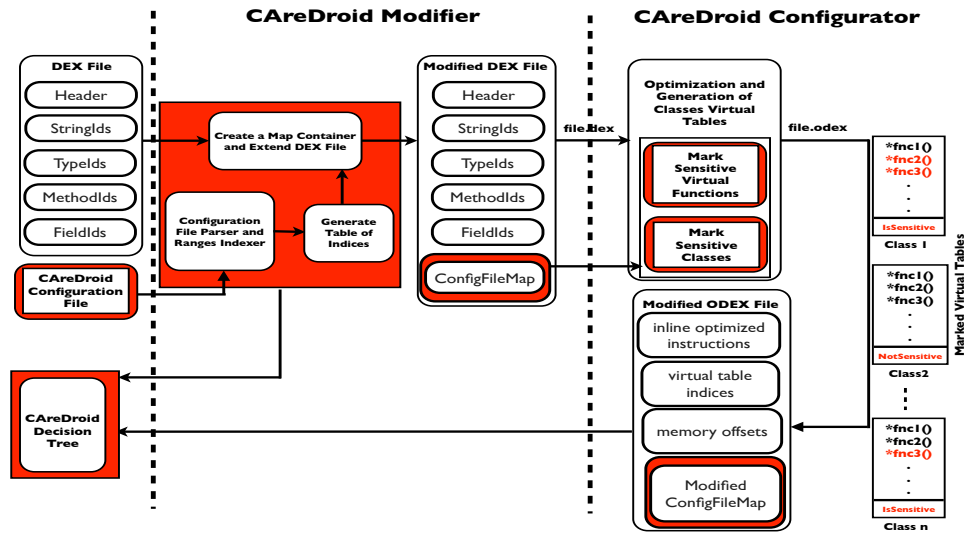 CAreDroid Modifier
CAreDroid Configurator
DEX File
Header
StringIds
TypeIds
MethodIds
FieldIds
CAreDroid
Configuration
File
Create a Map Container
and Extend DEX File
Configuration
File Parser and
Ranges Indexer
Generate
Table of
Indices
Modified DEX File
Header
StringIds
TypeIds
MethodIds
FieldIds
ConfigFileMap
file.dex
Optimization and
Generation of
Classes Virtual
Tables
Mark
Sensitive
Virtual
Functions
Mark
Sensitive
Classes
file.odex
*fnc1()
*fnc2()
*fnc3()
.
.
.
IsSensitive
Class 1
*fnc1()
*fnc2()
*fnc3()
.
.
.
NotSensitive
Class2
*fnc1()
*fnc2()
*fnc3()
.
.
.
IsSensitive
Class n
Marked Virtual Tables
Modified ODEX File
inline optimized
instructions
virtual table
indices
memory offsets
Modified
ConfigFileMap
CAreDroid
Decision
Tree